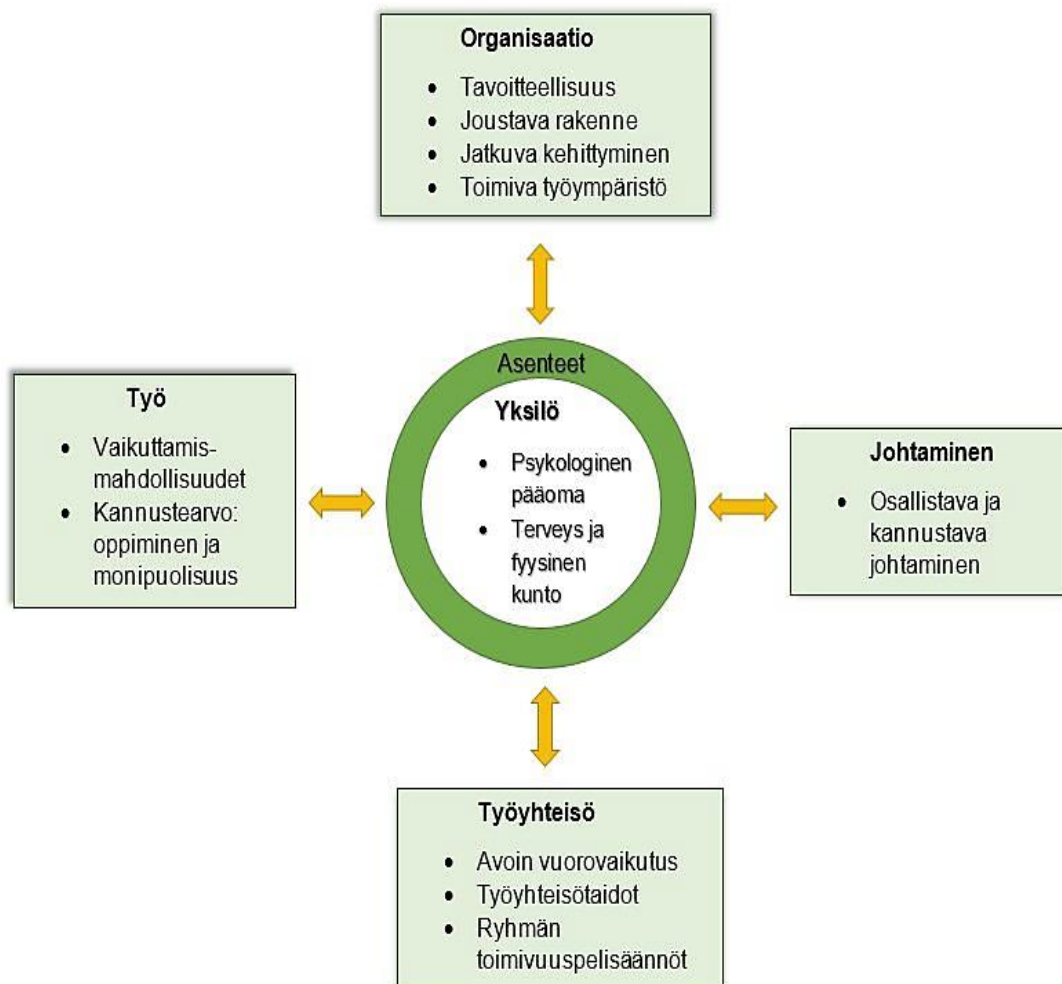 Organisaatio
• Tavoitteellisuus
• Joustava rakenne
• Jatkuva kehittyminen
• Toimiva työympäristö
Asenteet
Yksilö
• Psykologinen
pääoma
• Terveys ja
fyysinen
kunto
Työ
• Vaikuttamis-
mahdollisuudet
• Kannustearvo:
oppiminen ja
monipuolisuus
Johtaminen
• Osallistava ja
kannustava
johtaminen
Työyhteisö
• Avoin vuorovaikutus
• Työyhteisötaidot
• Ryhmän
toimivuuspelisäännöt